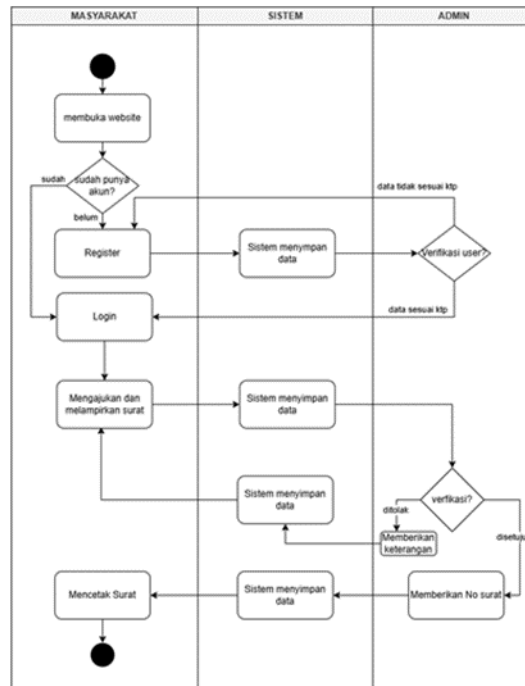 MASYARAKAT
SISTEM
ADMIN
membuka website
sudah
sudah punya
akun?
belum
data tidak sesuai ktp
Register
Sistem menympan
data
Verifikasi user?
data sesuai ktp
Login
Mengajukan dan
melampirkan surat
Sistem menyimpan
data
verfikasi?
ditolak
disetuju
Sistem menyimpan
data
Memberikan
keterangan
Mencetak Surat
Sistem menyimpan
data
Memberikan No surat